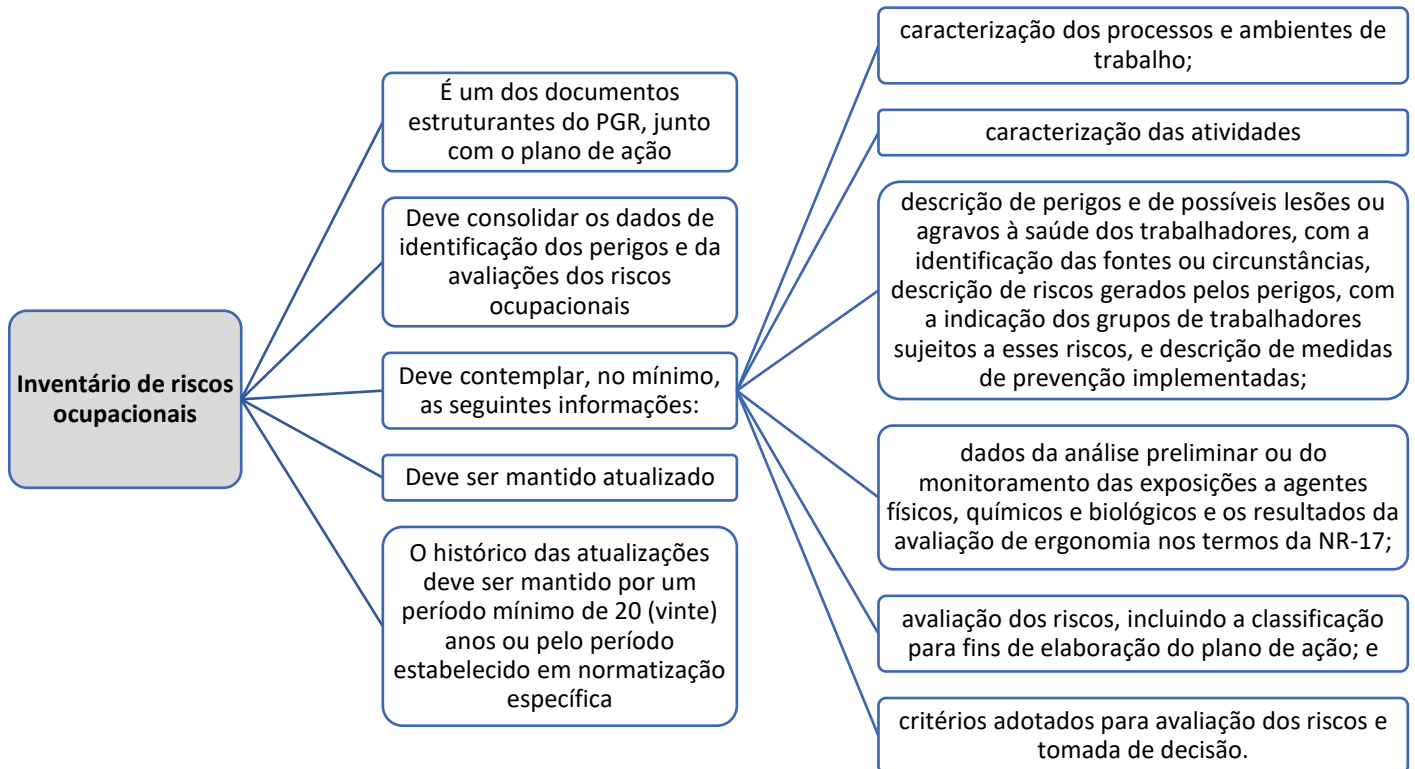 Inventário de riscos
ocupacionais
É um dos documentos
estruturantes do PGR, junto
com o plano de ação
Deve consolidar os dados de
identificação dos perigos e da
avaliações dos riscos
ocupacionais
Deve contemplar, no mínimo,
as seguintes informações:
caracterização dos processos e ambientes de
trabalho;
caracterização das atividades
descrição de perigos e de possíveis lesões ou
agravos à saúde dos trabalhadores, com a
identificação das fontes ou circunstâncias,
descrição de riscos gerados pelos perigos, com
a indicação dos grupos de trabalhadores
sujeitos a esses riscos, e descrição de medidas
de prevenção implementadas;
dados da análise preliminar ou do
monitoramento das exposições a agentes
físicos, químicos e biológicos e os resultados da
avaliação de ergonomia nos termos da NR-17;
avaliação dos riscos, incluindo a classificação
para fins de elaboração do plano de ação; e
critérios adotados para avaliação dos riscos e
tomada de decisão.
Deve ser mantido atualizado
O histórico das atualizações
deve ser mantido por um
período mínimo de 20 (vinte)
anos ou pelo período
estabelecido em normatização
específica